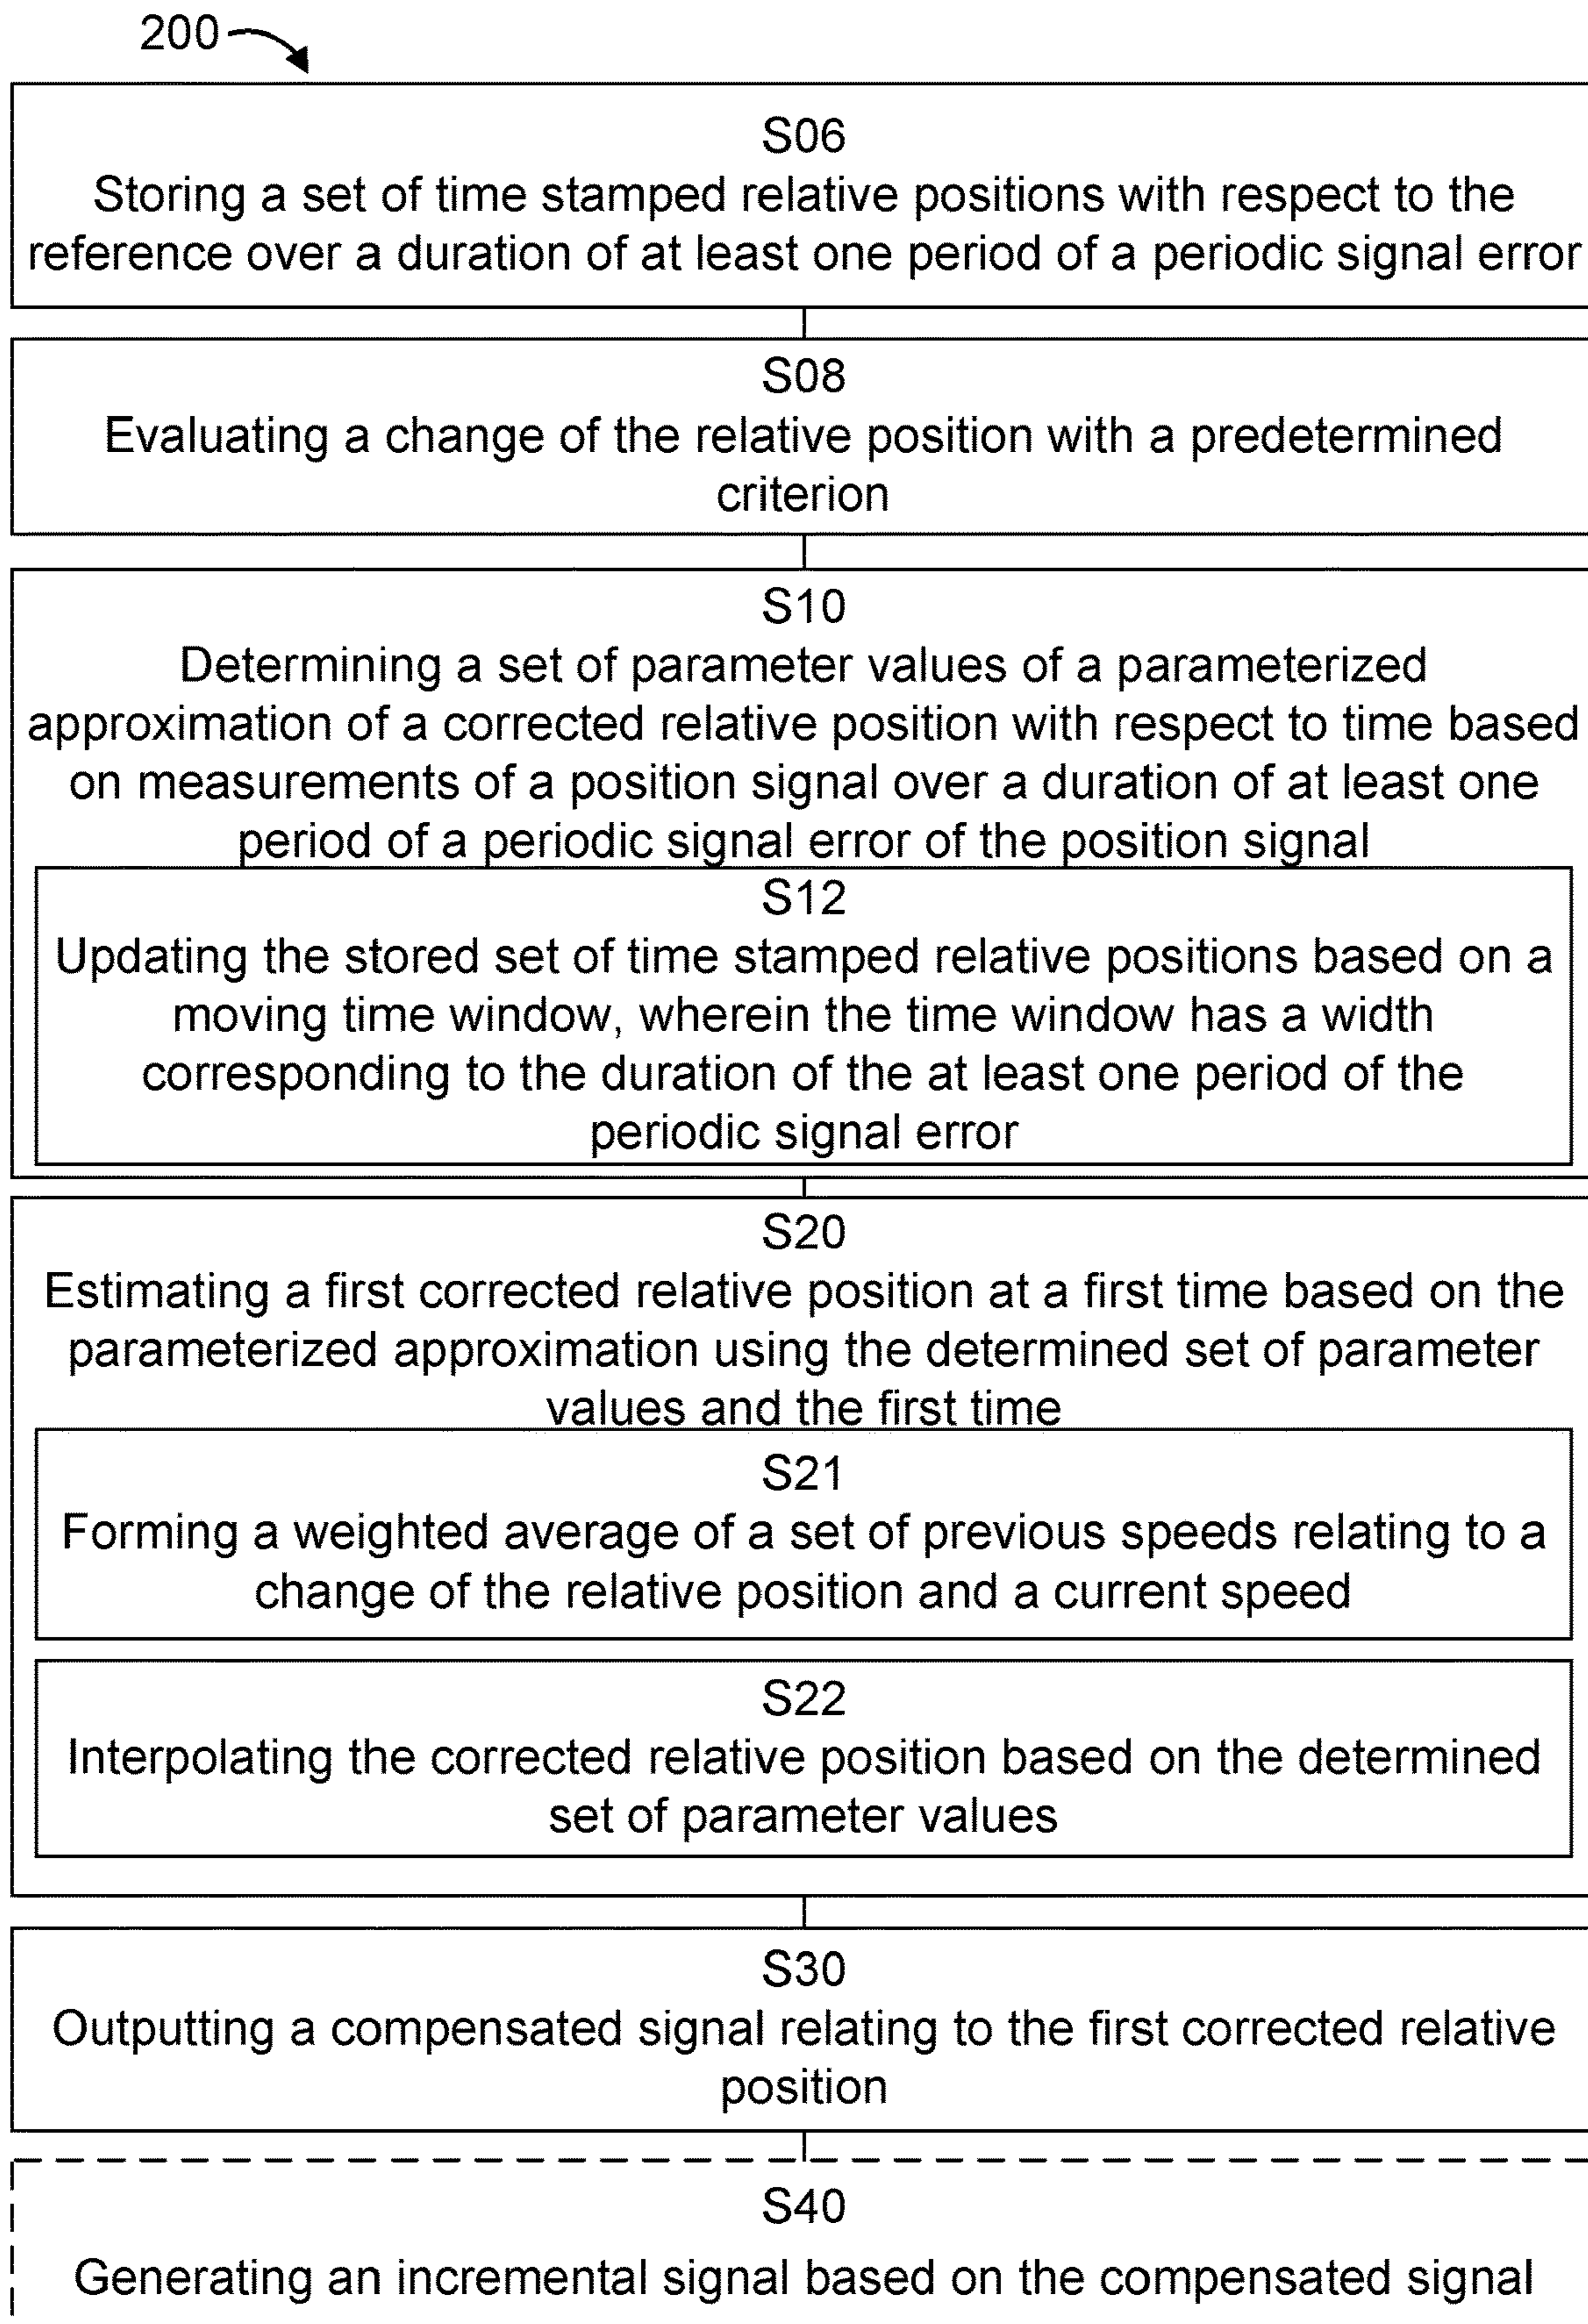 200
S06
Storing a set of time stamped relative positions with respect to the
reference over a duration of at least one period of a periodic signal error
S08
Evaluating a change of the relative position with a predetermined
criterion
S10
Determining a set of parameter values of a parameterized
approximation of a corrected relative position with respect to time based
on measurements of a position signal over a duration of at least one
period of a periodic signal error of the position signal
S12
Updating the stored set of time stamped relative positions based on a
moving time window, wherein the time window has a width
corresponding to the duration of the at least one period of the
periodic signal error
S20
Estimating a first corrected relative position at a first time based on the
parameterized approximation using the determined set of parameter
values and the first time
S21
Forming a weighted average of a set of previous speeds relating to a
change of the relative position and a current speed
S22
Interpolating the corrected relative position based on the determined
set of parameter values
S30
Outputting a compensated signal relating to the first corrected relative
position
S40
Generating an incremental signal based on the compensated signal